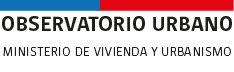 OBSERVATORIO URBANO
MINISTERIO DE VIVIENDA Y URBANISMO